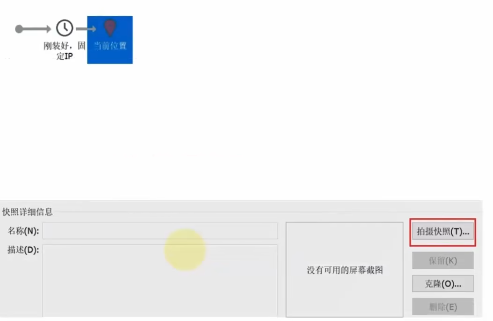 刚装好，固
定IP
当前位置
快照详细信息
名称(N):
描述(D):
没有可用的屏幕截图
拍摄快照(T)...
保留(K)
克隆(O)...
删除(E)